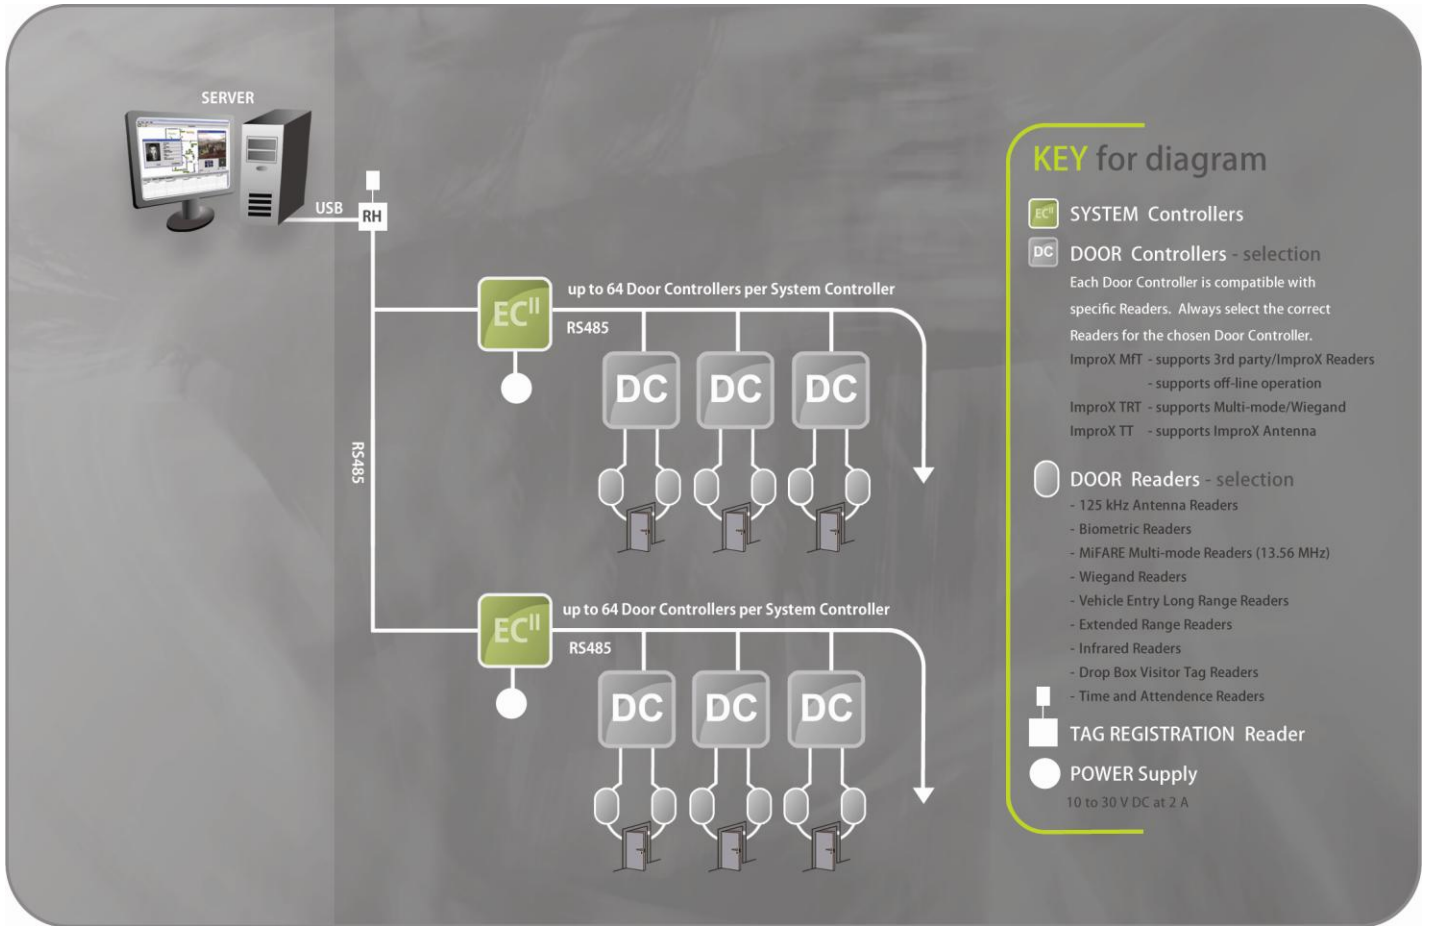 SERVER
USB
RH
RS485
EC II
up to 64 Door Controllers per System Controller
RS485
DC DC DC
EC II
up to 64 Door Controllers per System Controller
RS485
DC DC DC
KEY for diagram
EC II SYSTEM Controllers
DC DOOR Controllers - selection
Each Door Controller is compatible with
specific Readers. Always select the correct
Readers for the chosen Door Controller.
ImproX MfT - supports 3rd party/ImproX Readers
- supports off-line operation
ImproX TRT - supports Multi-mode/Wiegand
ImproX TT - supports ImproX Antenna
DOOR Readers - selection
- 125 kHz Antenna Readers
- Biometric Readers
- MiFARE Multi-mode Readers (13.56 MHz)
- Wiegand Readers
- Vehicle Entry Long Range Readers
- Extended Range Readers
- Infrared Readers
- Drop Box Visitor Tag Readers
- Time and Attendence Readers
TAG REGISTRATION Reader
POWER Supply
10 to 30 V DC at 2 A